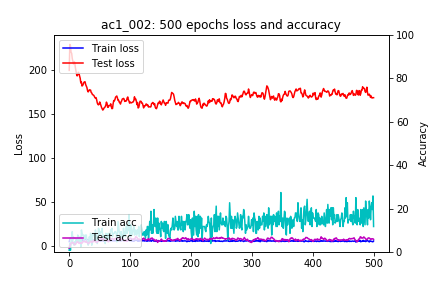 ac1_002: 500 epochs loss and accuracy
Train loss
Test loss
Train acc
Test acc
Loss
Accuracy
200
150
100
50
0
100
80
60
40
20
0
0
100
200
300
400
500